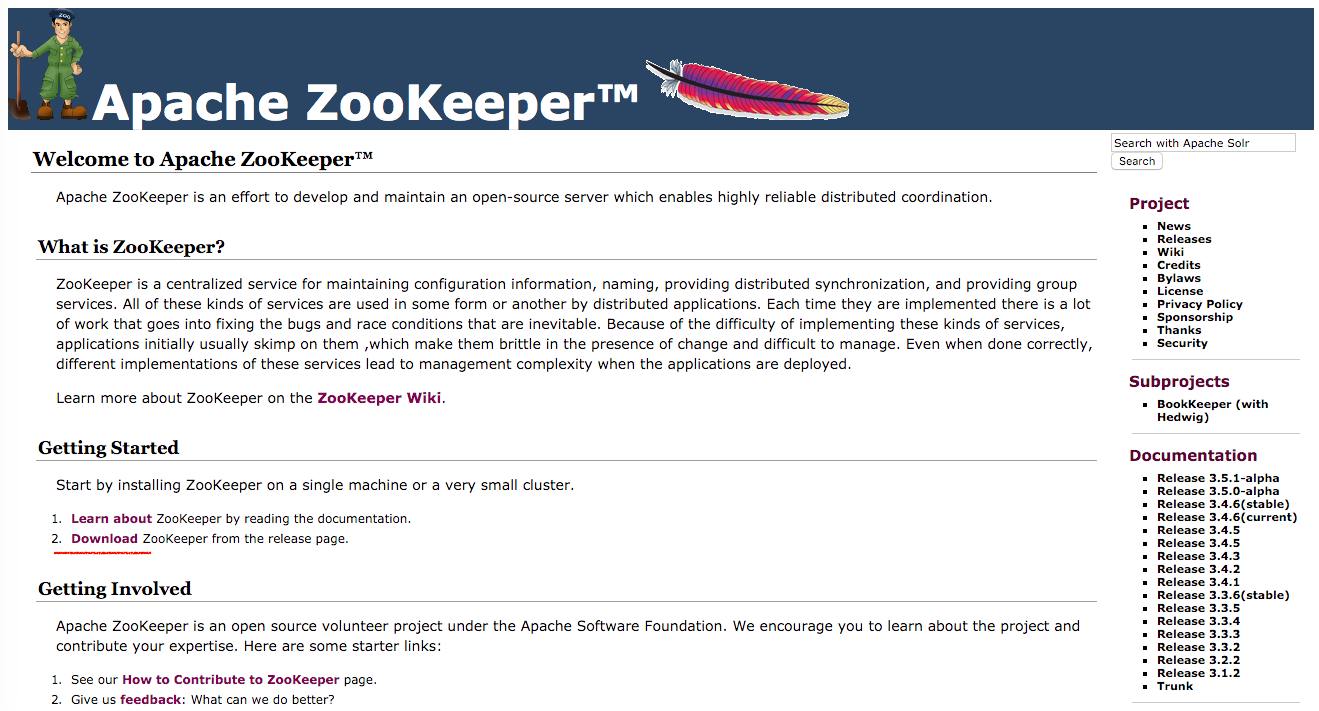 ZOO
Apache ZooKeeper™
Welcome to Apache ZooKeeper™
Apache ZooKeeper is an effort to develop and maintain an open-source server which enables highly reliable distributed coordination.
What is ZooKeeper?
ZooKeeper is a centralized service for maintaining configuration information, naming, providing distributed synchronization, and providing group
services. All of these kinds of services are used in some form or another by distributed applications. Each time they are implemented there is a lot
of work that goes into fixing the bugs and race conditions that are inevitable. Because of the difficulty of implementing these kinds of services,
applications initially usually skimp on them ,which make them brittle in the presence of change and difficult to manage. Even when done correctly,
different implementations of these services lead to management complexity when the applications are deployed.
Learn more about ZooKeeper on the ZooKeeper Wiki.
Getting Started
Start by installing ZooKeeper on a single machine or a very small cluster.
1. Learn about ZooKeeper by reading the documentation.
2. Download ZooKeeper from the release page.
Getting Involved
Apache ZooKeeper is an open source volunteer project under the Apache Software Foundation. We encourage you to learn about the project and
contribute your expertise. Here are some starter links:
1. See our How to Contribute to ZooKeeper page.
2. Give us feedback: What can we do better?
Search with Apache Solr
Search
Project
News
Releases
Wiki
Credits
Bylaws
License
Privacy Policy
Sponsorship
Thanks
Security
Subprojects
BookKeeper (with
Hedwig)
Documentation
Release 3.5.1-alpha
Release 3.5.0-alpha
Release 3.4.6(stable)
Release 3.4.6(current)
Release 3.4.5
Release 3.4.5
Release 3.4.3
Release 3.4.2
Release 3.4.1
Release 3.3.6(stable)
Release 3.3.5
Release 3.3.4
Release 3.3.3
Release 3.3.2
Release 3.2.2
Release 3.1.2
Trunk